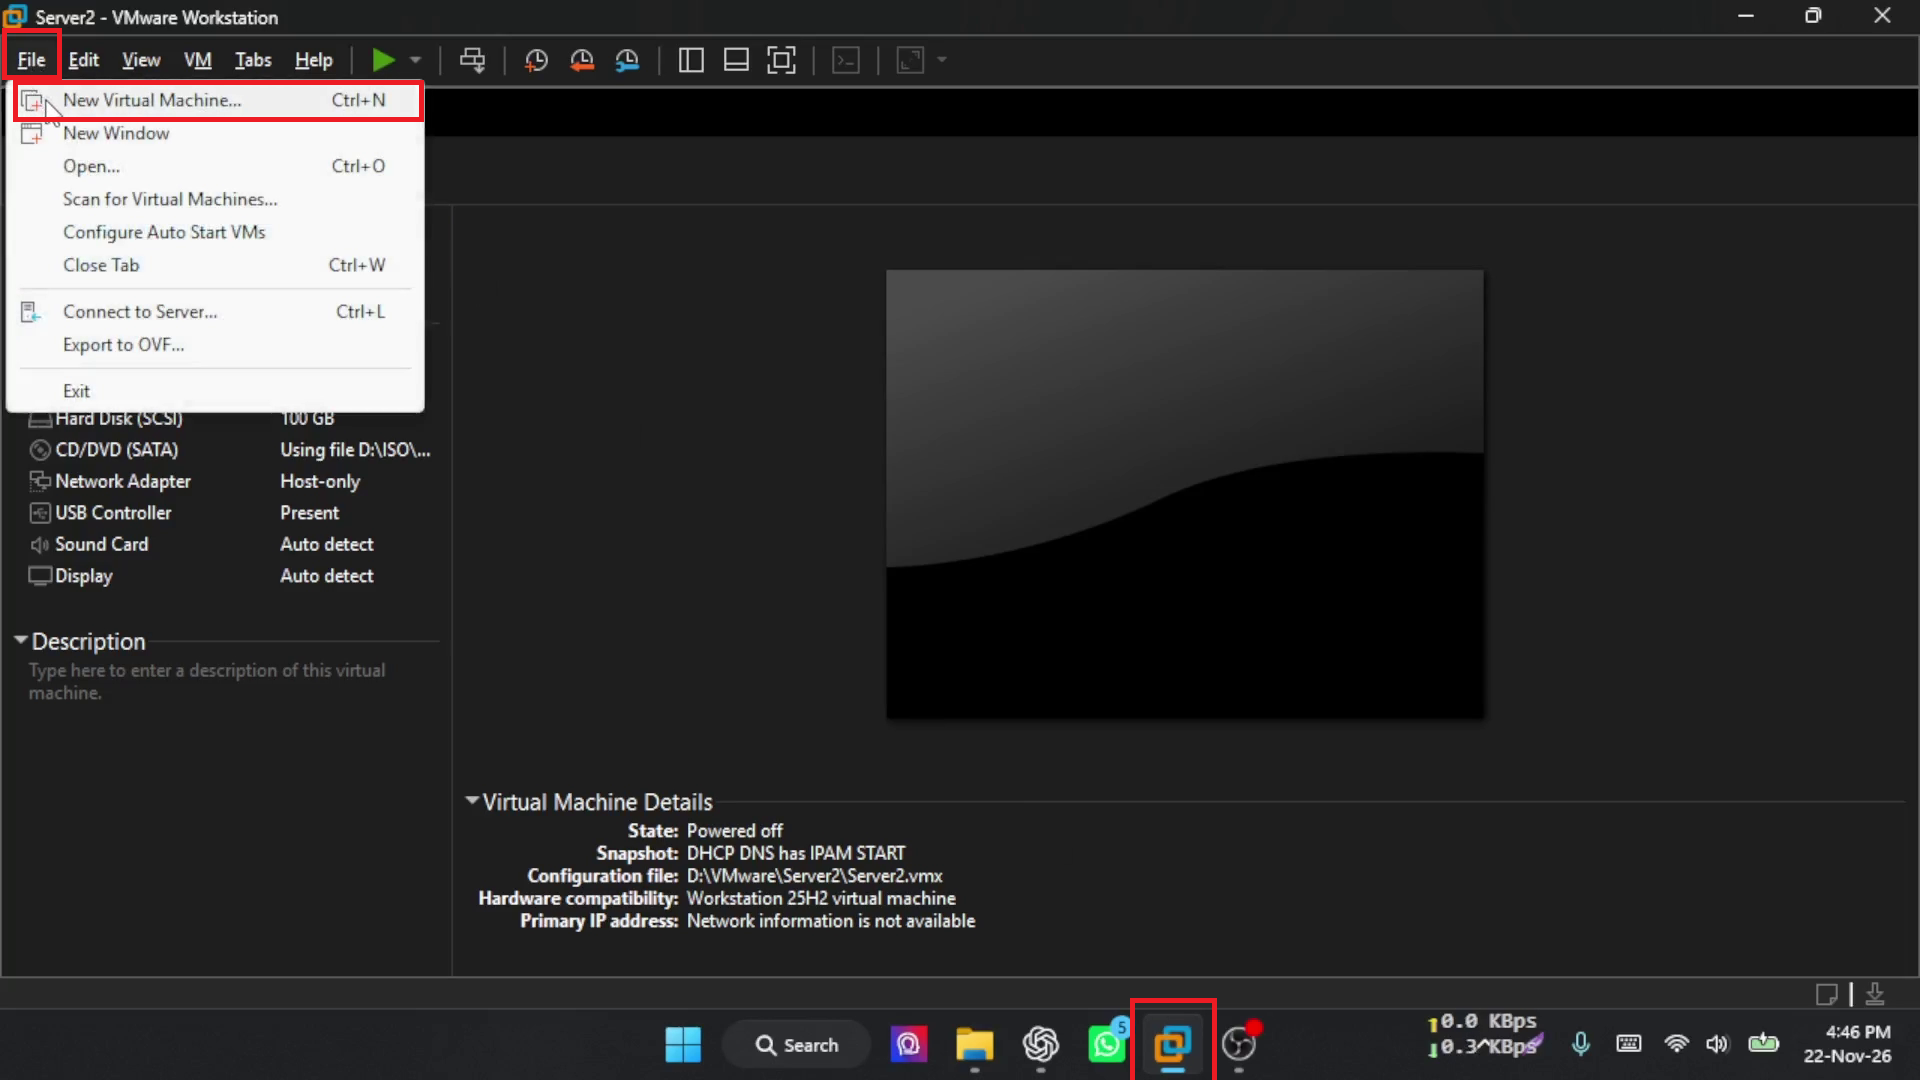 Server2 - VMware Workstation
File Edit View VM Tabs Help
New Virtual Machine... Ctrl+N
New Window
Open... Ctrl+O
Scan for Virtual Machines...
Configure Auto Start VMs
Close Tab Ctrl+W
Connect to Server... Ctrl+L
Export to OVF...
Exit
Hard Disk (SCSI) 100 GB
CD/DVD (SATA) Using file D:\ISO\...
Network Adapter Host-only
USB Controller Present
Sound Card Auto detect
Display Auto detect
Description
Type here to enter a description of this virtual
machine.
Virtual Machine Details
State: Powered off
Snapshot: DHCP DNS has IPAM START
Configuration file: D:\VMware\Server2\Server2.vmx
Hardware compatibility: Workstation 25H2 virtual machine
Primary IP address: Network information is not available
Search
5
0.0 KBps
0.3 KBps
4:46 PM
22-Nov-26